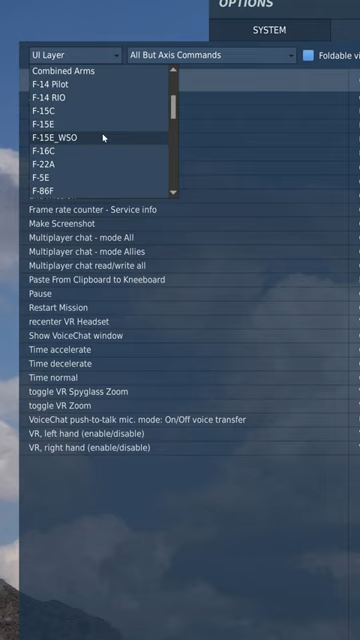 OPTIONS
SYSTEM
UI Layer
All But Axis Commands
Foldable vi
Combined Arms
F-14 Pilot
F-14 RIO
F-15C
F-15E
F-15E_WSO
F-16C
F-22A
F-5E
F-86F
Frame rate counter - Service info
Make Screenshot
Multiplayer chat - mode All
Multiplayer chat - mode Allies
Multiplayer chat read/write all
Paste From Clipboard to Kneeboard
Pause
Restart Mission
recenter VR Headset
Show VoiceChat window
Time accelerate
Time decelerate
Time normal
toggle VR Spyglass Zoom
toggle VR Zoom
VoiceChat push-to-talk mic. mode: On/Off voice transfer
VR, left hand (enable/disable)
VR, right hand (enable/disable)